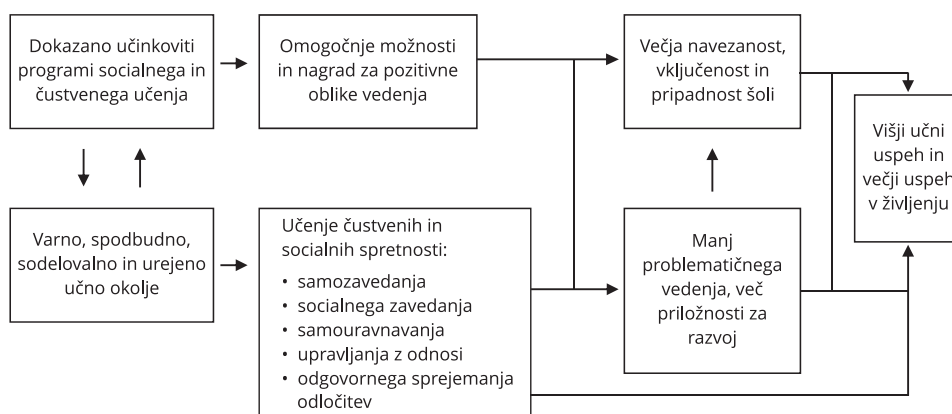 Dokazano učinkoviti
programi socialnega in
čustvenega učenja
Omogočnje možnosti
in nagrad za pozitivne
oblike vedenja
Večja navezanost,
vključenost in
pripadnost šoli
Višji učni
uspeh in
večji uspeh
v življenju
Varno, spodbudno,
sodelovalno in urejeno
učno okolje
Učenje čustvenih in
socialnih spretnosti:
• samozavedanja
• socialnega zavedanja
• samouravnavanja
• upravljanja z odnosi
• odgovornega sprejemanja
odločitev
Manj
problematičnega
vedenja, več
priložnosti za
razvoj